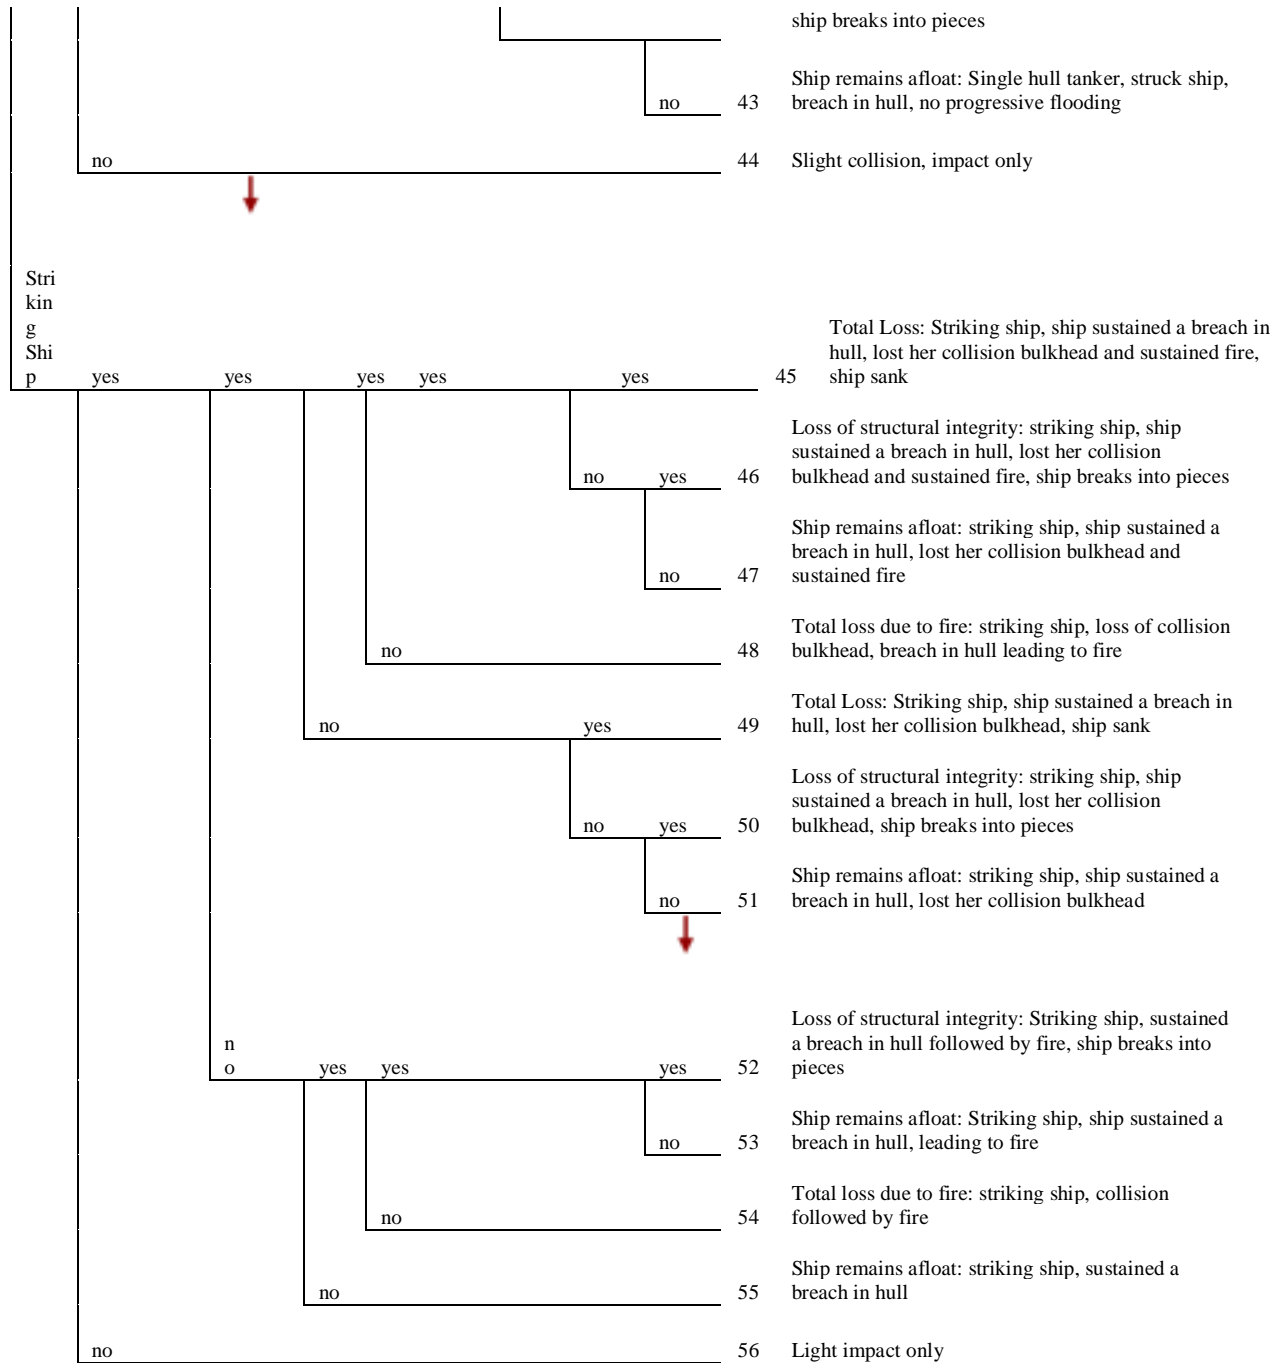 ship breaks into pieces
Ship remains afloat: Single hull tanker, struck ship,
no 43 breach in hull, no progressive flooding
no 44 Slight collision, impact only
Stri
kin
g
Shi
Total Loss: Striking ship, ship sustained a breach in
hull, lost her collision bulkhead and sustained fire,
p yes yes yes yes yes 45 ship sank
Loss of structural integrity: striking ship, ship
sustained a breach in hull, lost her collision
no yes 46 bulkhead and sustained fire, ship breaks into pieces
Ship remains afloat: striking ship, ship sustained a
breach in hull, lost her collision bulkhead and
no 47 sustained fire
Total loss due to fire: striking ship, loss of collision
no 48 bulkhead, breach in hull leading to fire
Total Loss: Striking ship, ship sustained a breach in
no yes 49 hull, lost her collision bulkhead, ship sank
Loss of structural integrity: striking ship, ship
sustained a breach in hull, lost her collision
no yes 50 bulkhead, ship breaks into pieces
Ship remains afloat: striking ship, ship sustained a
no 51 breach in hull, lost her collision bulkhead
Loss of structural integrity: Striking ship, sustained
n a breach in hull followed by fire, ship breaks into
o yes yes yes 52 pieces
Ship remains afloat: Striking ship, ship sustained a
no 53 breach in hull, leading to fire
Total loss due to fire: striking ship, collision
no 54 followed by fire
Ship remains afloat: striking ship, sustained a
no 55 breach in hull
no 56 Light impact only